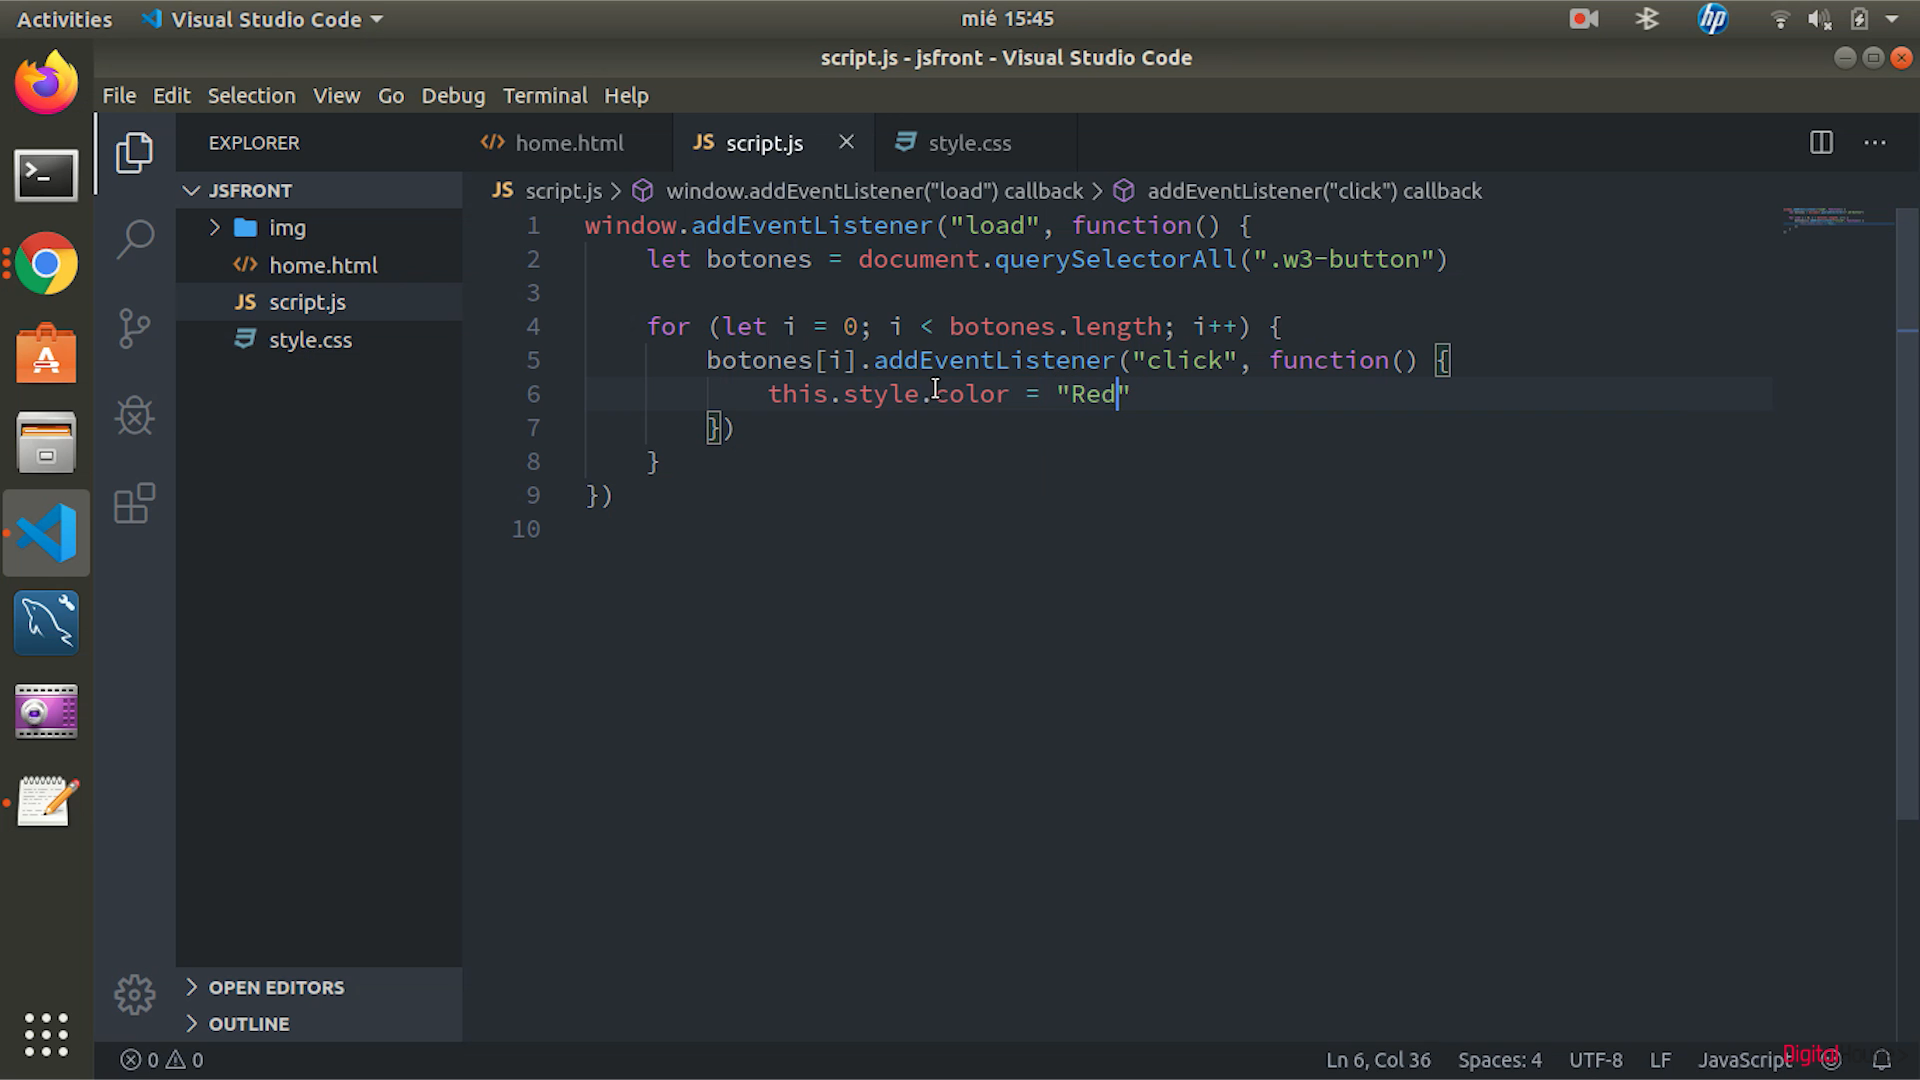 Activities Visual Studio Code mié 15:45
script.js - jsfront - Visual Studio Code
File Edit Selection View Go Debug Terminal Help
EXPLORER home.html JS script.js style.css
JSFRONT JS script.js > window.addEventListener("load") callback > addEventListener("click") callback
img
home.html
JS script.js
style.css
1 window.addEventListener("load", function() {
2 let botones = document.querySelectorAll(".w3-button")
3
4 for (let i = 0; i < botones.length; i++) {
5 botones[i].addEventListener("click", function() {
6 this.style.color = "Red"
7 })
8 }
9 })
10
OPEN EDITORS
OUTLINE
0 0 Ln 6, Col 36 Spaces: 4 UTF-8 LF JavaScript
Digital
hp